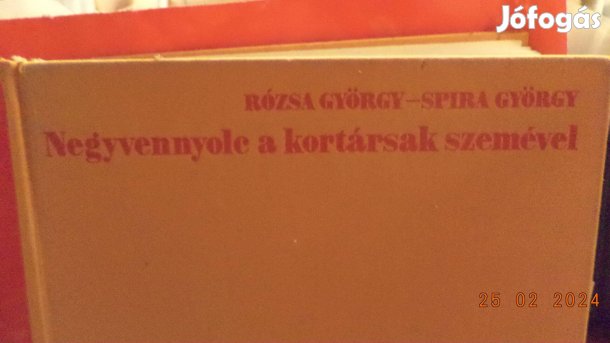 Jófogás
RÓZSA GYÖRGY–SPIRA GYÖRGY
Negyvennyolc a kortársak szemével
25 02 2024